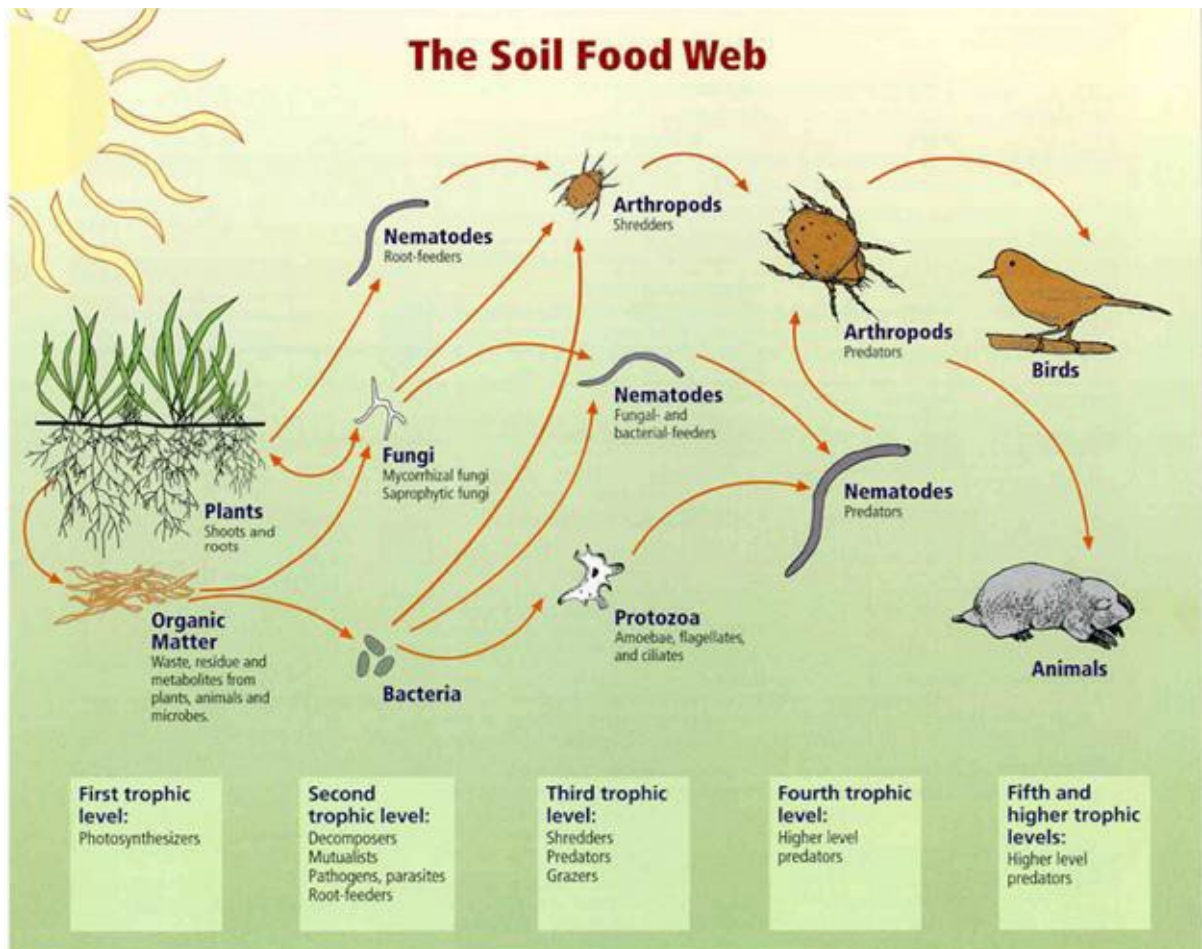 The Soil Food Web
Arthropods
Shredders
Nematodes
Root-feeders
Arthropods
Predators
Birds
Nematodes
Fungal- and
bacterial-feeders
Fungi
Mycorrhizal fungi
Saprophytic fungi
Nematodes
Predators
Plants
Shoots and
roots
Organic
Matter
Waste, residue and
metabolites from
plants, animals and
microbes.
Bacteria
Protozoa
Amoebae, flagellates,
and ciliates
Animals
First trophic
level:
Photosynthesizers
Second
trophic level:
Decomposers
Mutualists
Pathogens, parasites
Root-feeders
Third trophic
level:
Shredders
Predators
Grazers
Fourth trophic
level:
Higher level
predators
Fifth and
higher trophic
levels:
Higher level
predators